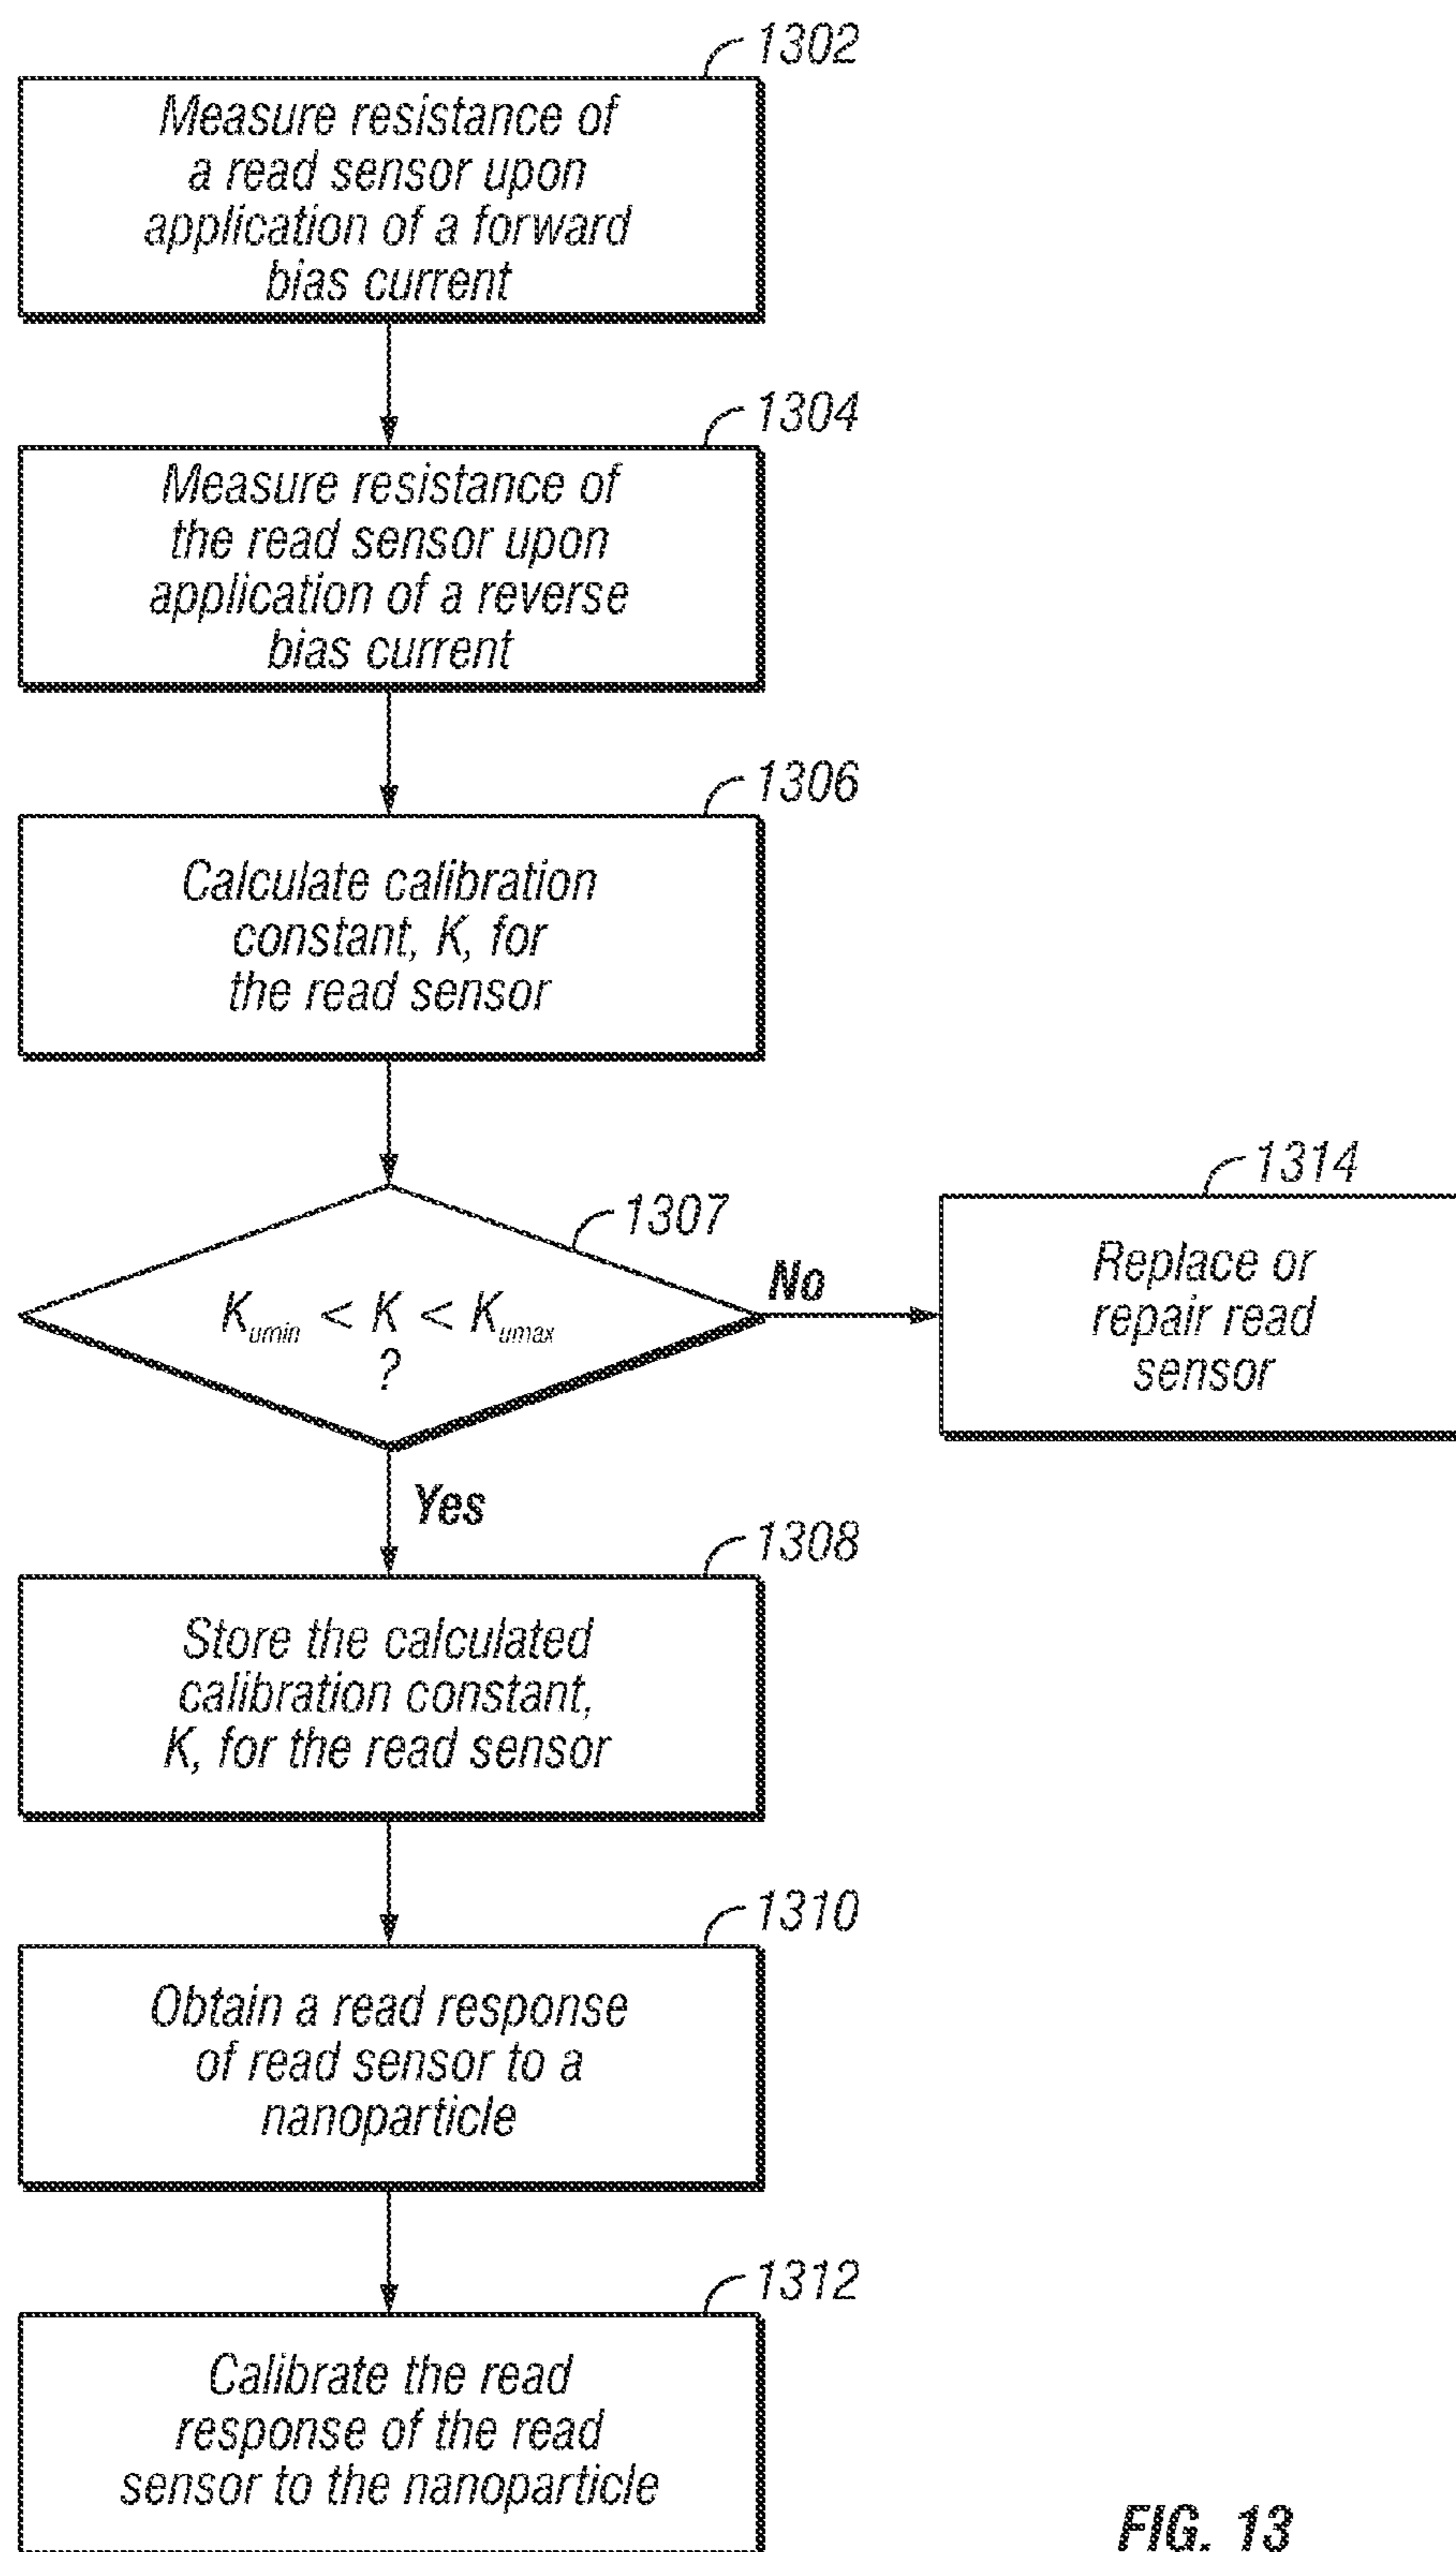 1302
Measure resistance of
a read sensor upon
application of a forward
bias current
1304
Measure resistance of
the read sensor upon
application of a reverse
bias current
1306
Calculate calibration
constant, K, for
the read sensor
1307
Kumin < K < Kumax
?
No
1314
Replace or
repair read
sensor
Yes
1308
Store the calculated
calibration constant,
K, for the read sensor
1310
Obtain a read response
of read sensor to a
nanoparticle
1312
Calibrate the read
response of the read
sensor to the nanoparticle
FIG. 13